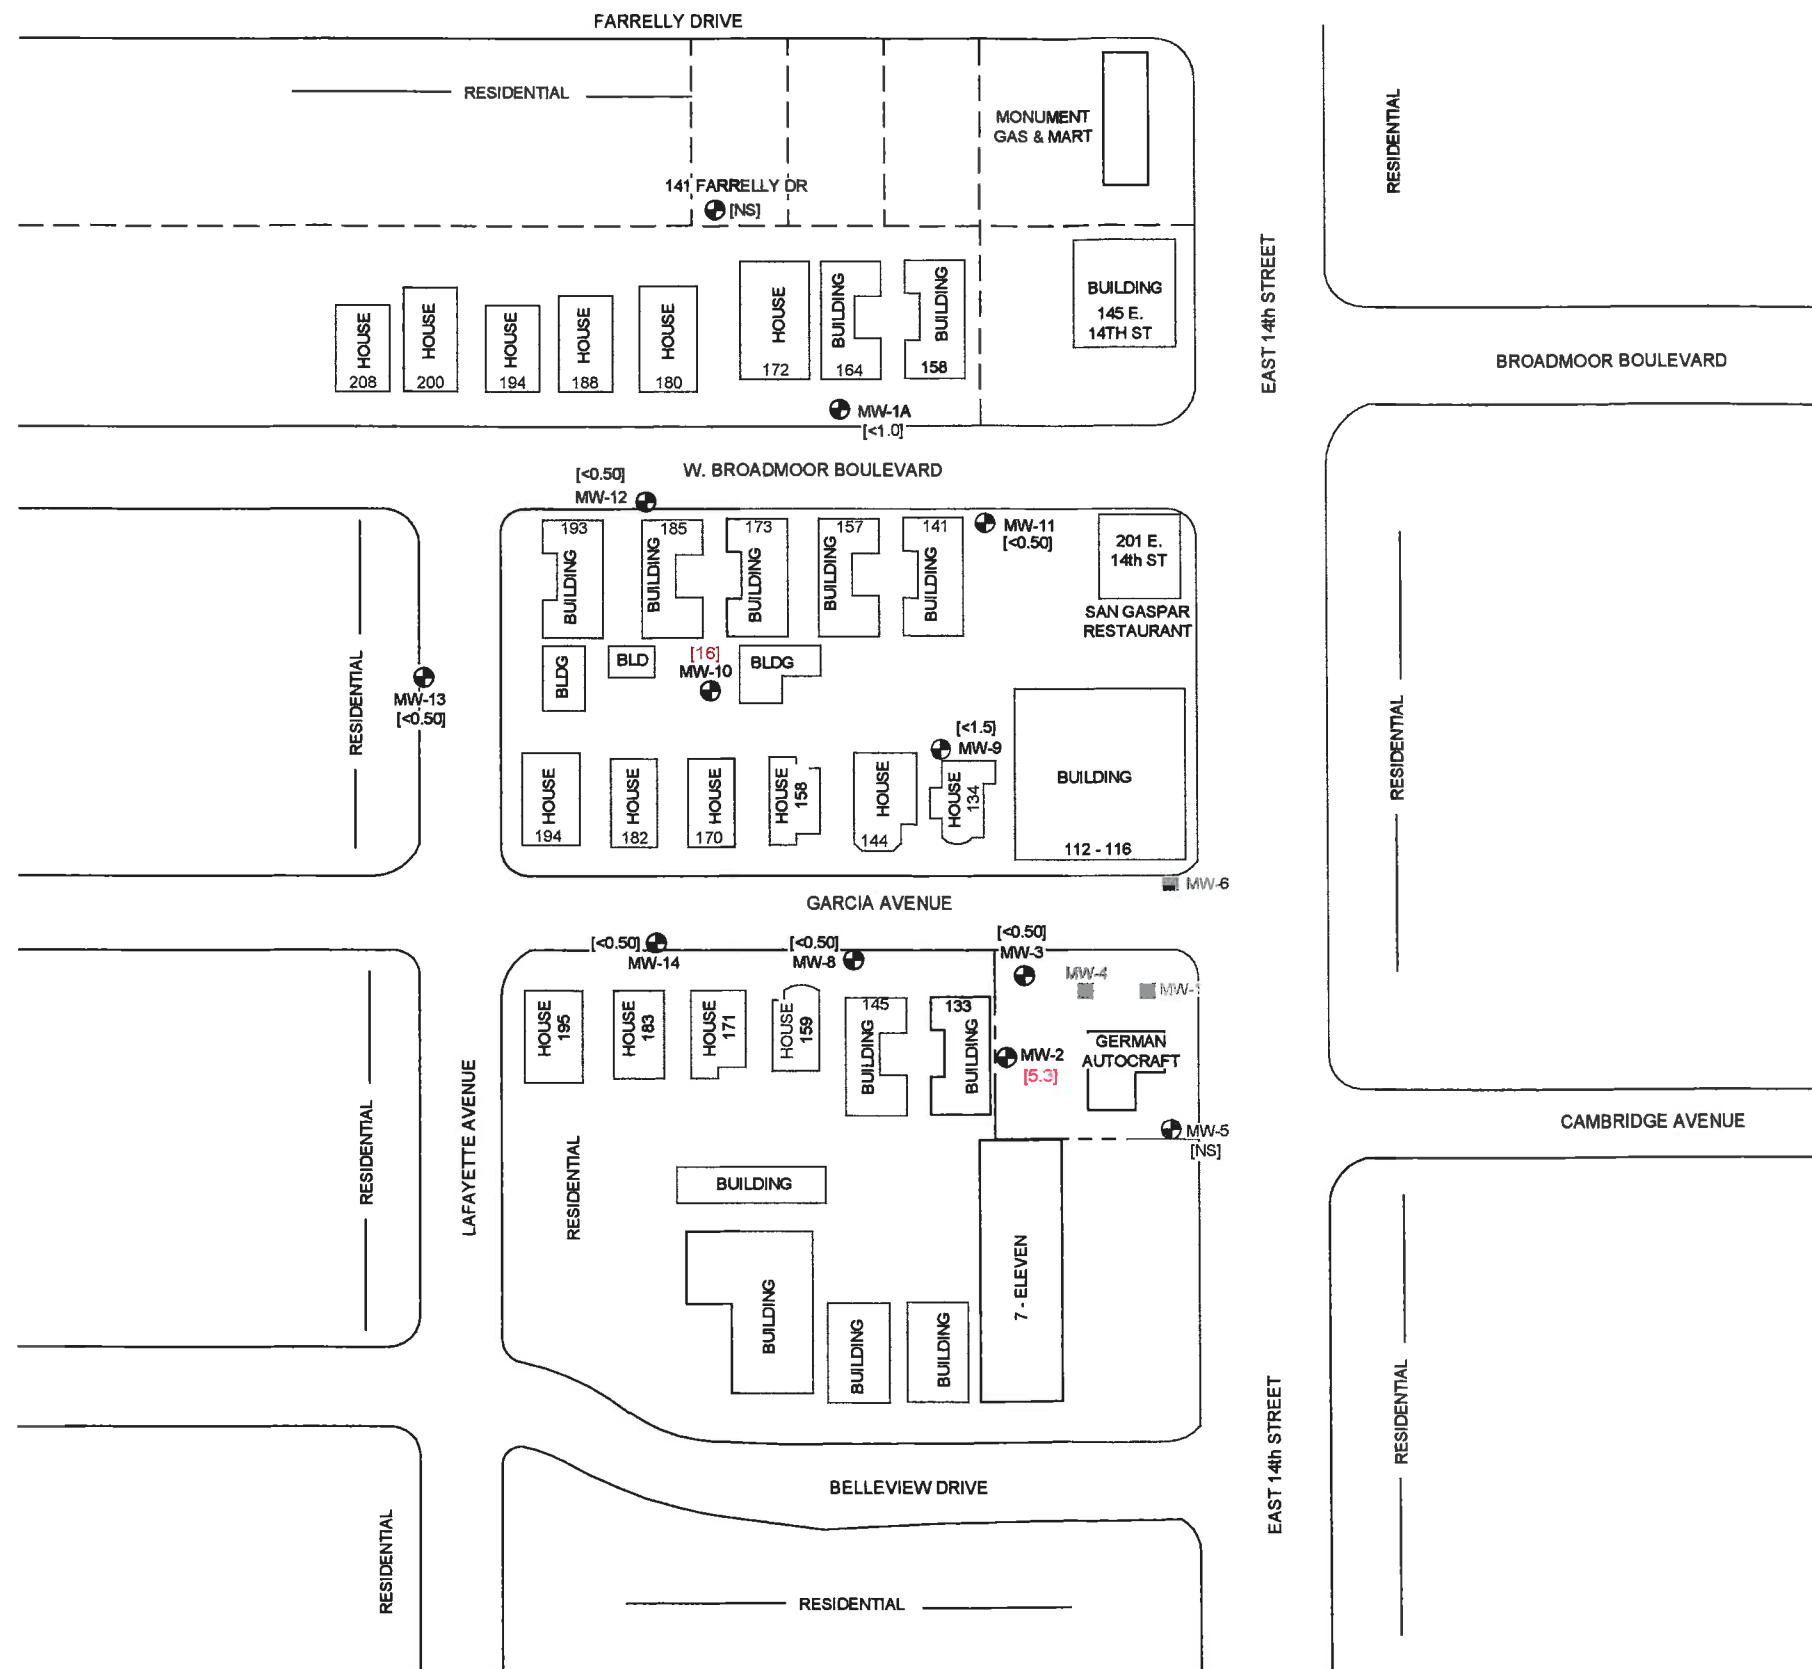 FARRELLY DRIVE
RESIDENTIAL
MONUMENT
GAS & MART
RESIDENTIAL
141 FARRELLY DR
[NS]
EAST 14th STREET
BUILDING
145 E.
14TH ST
HOUSE
208
HOUSE
200
HOUSE
194
HOUSE
188
HOUSE
180
HOUSE
172
BUILDING
164
BUILDING
158
BROADMOOR BOULEVARD
MW-1A
[<1.0]
W. BROADMOOR BOULEVARD
[<0.50]
MW-12
193
BUILDING
185
BUILDING
173
BUILDING
157
BUILDING
141
BUILDING
MW-11
[<0.50]
201 E.
14th ST
SAN GASPAR
RESTAURANT
BLDG
BLD
[16]
MW-10
BLDG
RESIDENTIAL
MW-13
[<0.50]
[<1.5]
MW-9
RESIDENTIAL
HOUSE
194
HOUSE
182
HOUSE
170
HOUSE
158
HOUSE
144
HOUSE
134
BUILDING
112 - 116
MW-6
GARCIA AVENUE
[<0.50]
MW-14
[<0.50]
MW-8
[<0.50]
MW-3
MW-4
MW-1
HOUSE
195
HOUSE
183
HOUSE
171
HOUSE
159
145
BUILDING
133
BUILDING
MW-2
[5.3]
GERMAN
AUTOCRAFT
MW-5
[NS]
CAMBRIDGE AVENUE
RESIDENTIAL
LAFAYETTE AVENUE
RESIDENTIAL
BUILDING
BUILDING
BUILDING
BUILDING
7 - ELEVEN
EAST 14th STREET
RESIDENTIAL
BELLEVIEW DRIVE
RESIDENTIAL
RESIDENTIAL